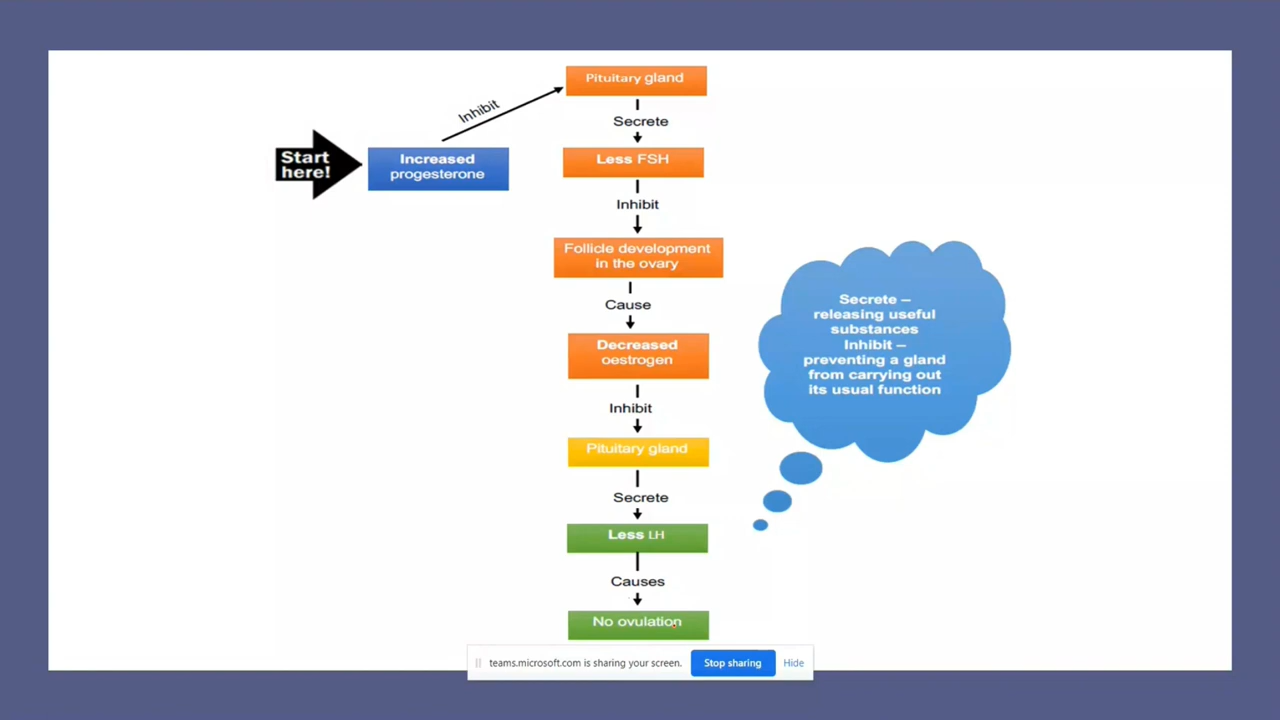 Start
here!
Increased
progesterone
Inhibit
Pituitary gland
Secrete
Less FSH
Inhibit
Follicle development
in the ovary
Cause
Decreased
oestrogen
Inhibit
Pituitary gland
Secrete
Less LH
Causes
No ovulation
Secrete –
releasing useful
substances
Inhibit –
preventing a gland
from carrying out
its usual function
teams.microsoft.com is sharing your screen.
Stop sharing
Hide